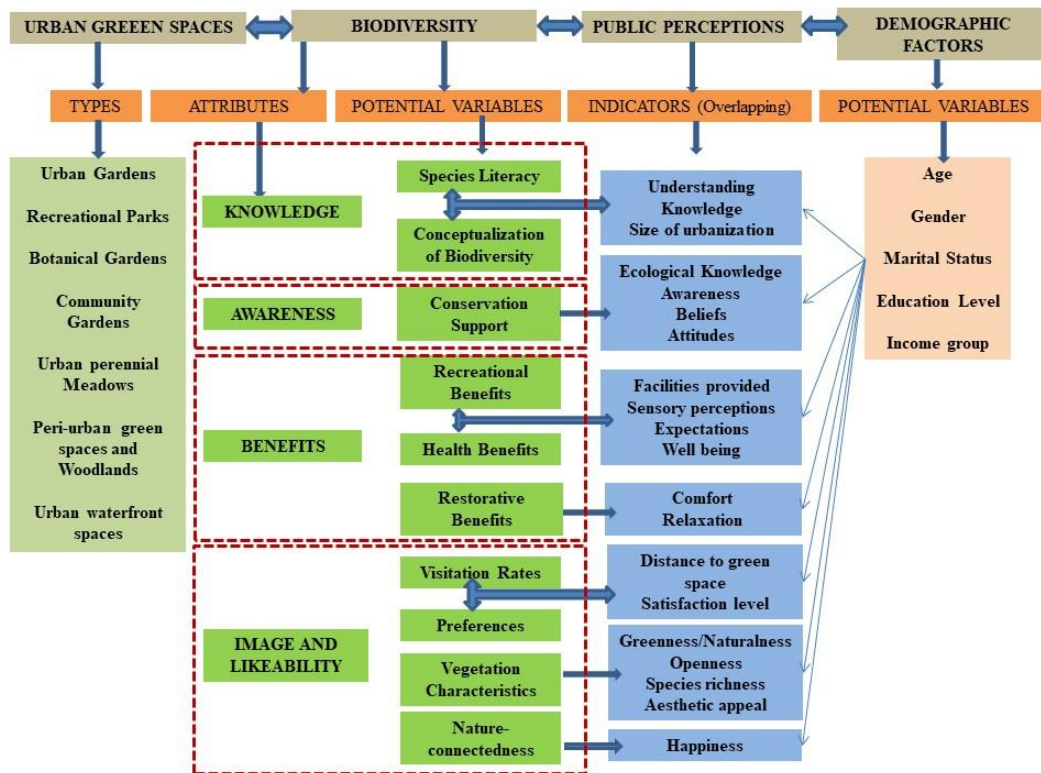 URBAN GREEEN SPACES
BIODIVERSITY
PUBLIC PERCEPTIONS
DEMOGRAPHIC
FACTORS
TYPES
ATTRIBUTES
POTENTIAL VARIABLES
INDICATORS (Overlapping)
POTENTIAL VARIABLES
Urban Gardens
Recreational Parks
Botanical Gardens
Community
Gardens
Urban perennial
Meadows
Peri-urban green
spaces and
Woodlands
Urban waterfront
spaces
KNOWLEDGE
Species Literacy
Conceptualization
of Biodiversity
Understanding
Knowledge
Size of urbanization
AWARENESS
Conservation
Support
Ecological Knowledge
Awareness
Beliefs
Attitudes
BENEFITS
Recreational
Benefits
Health Benefits
Facilities provided
Sensory perceptions
Expectations
Well being
Restorative
Benefits
Comfort
Relaxation
IMAGE AND
LIKEABILITY
Visitation Rates
Preferences
Distance to green
space
Satisfaction level
Vegetation
Characteristics
Greenness/Naturalness
Openness
Species richness
Aesthetic appeal
Nature-
connectedness
Happiness
Age
Gender
Marital Status
Education Level
Income group